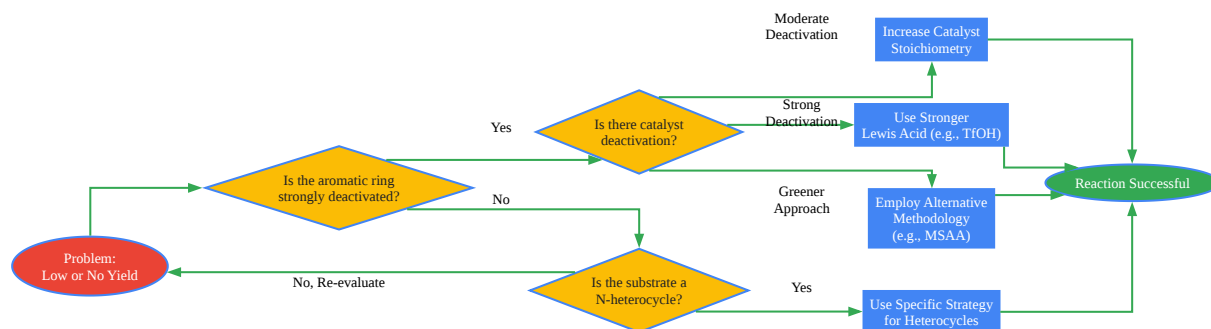 Moderate
Deactivation
Increase Catalyst
Stoichiometry
Strong
Deactivation
Use Stronger
Lewis Acid (e.g., TfOH)
Yes
Is there catalyst
deactivation?
Is the aromatic ring
strongly deactivated?
No
Greener
Approach
Employ Alternative
Methodology
(e.g., MSAA)
Reaction Successful
Problem:
Low or No Yield
No, Re-evaluate
Is the substrate a
N-heterocycle?
Yes
Use Specific Strategy
for Heterocycles